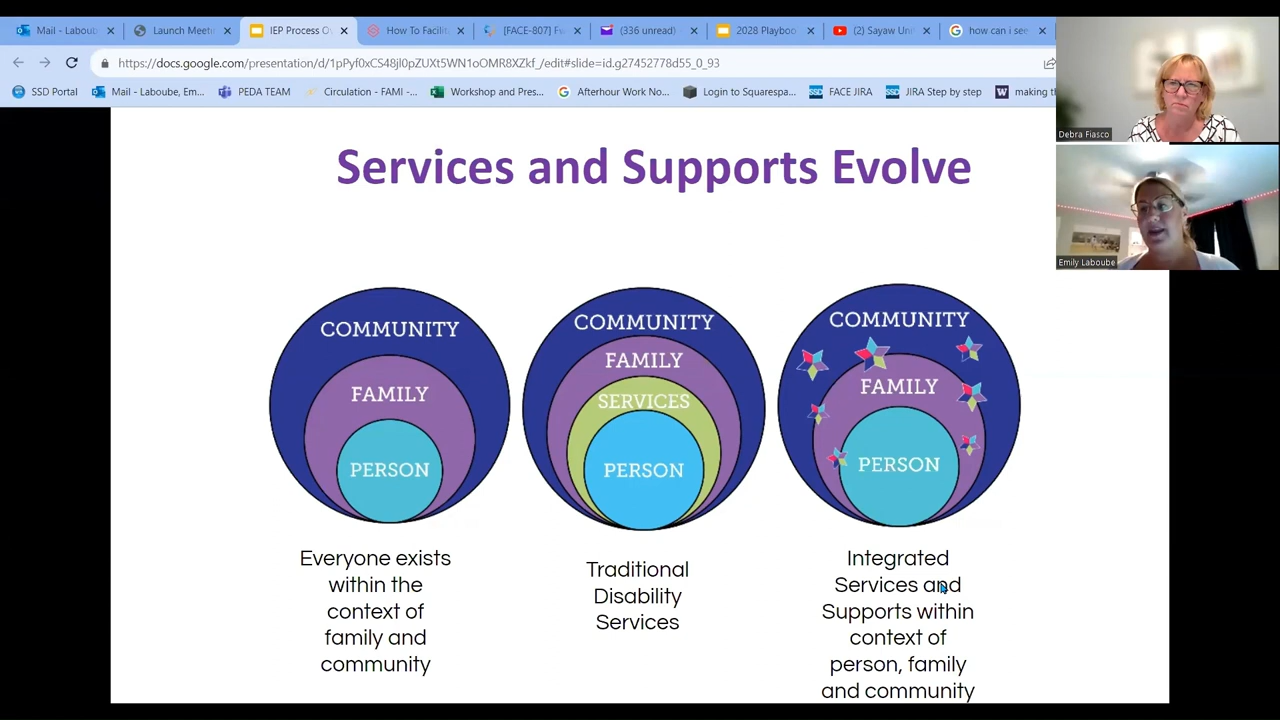 Mail - Laboub
Launch Meeti
IEP Process O
How To Facilit
[FACE-807] Fw
(336 unread)
2028 Playboo
(2) Sayaw Un
how can i see
https://docs.google.com/presentation/d/1pPyf0xCS48jl0pZUXt5WN1oOMR8XZkf_/edit#slide=id.g27452778d55_0_93
SSD Portal
Mail - Laboube, Em...
PEDA TEAM
Circulation - FAMI -...
Workshop and Pres...
Afterhour Work No...
Login to Squarespa...
FACE JIRA
JIRA Step by step
making th
Debra Fiasco
Emily Laboube
Services and Supports Evolve
COMMUNITY
FAMILY
PERSON
Everyone exists
within the
context of
family and
community
COMMUNITY
FAMILY
SERVICES
PERSON
Traditional
Disability
Services
COMMUNITY
FAMILY
PERSON
Integrated
Services and
Supports within
context of
person, family
and community